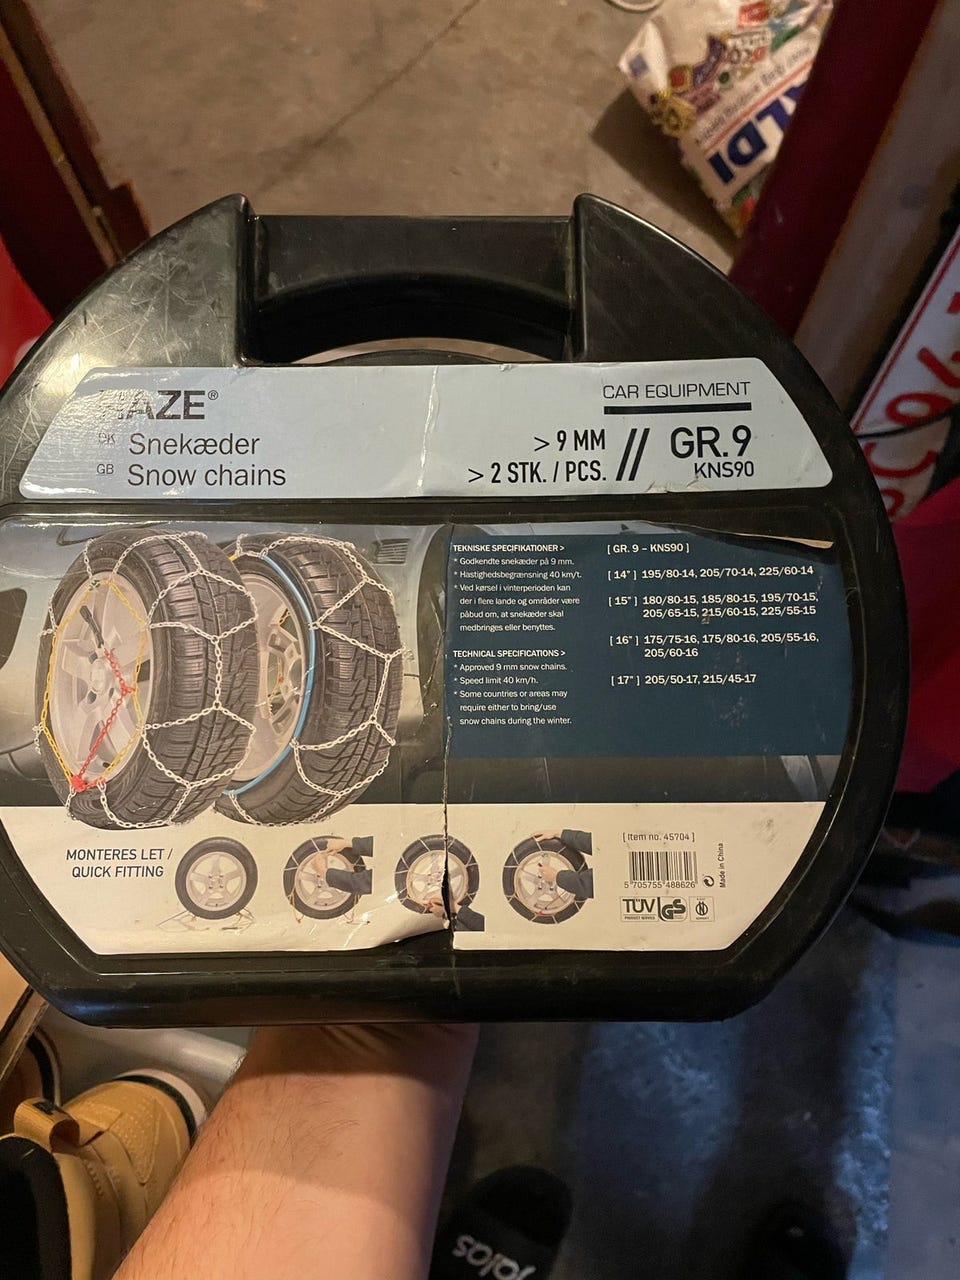 HAZE®
CAR EQUIPMENT
DK Snekæder
GB Snow chains
> 9 MM
> 2 STK. / PCS.
//
GR.9
KNS90
TEKNISKE SPECIFIKATIONER >
* Godkendte snekæder på 9 mm.
* Hastighedsbegrænsning 40 km/t.
* Ved kørsel i vinterperioden kan
der i flere lande og områder være
påbud om, at snekæder skal
medbringes eller benyttes.
TECHNICAL SPECIFICATIONS >
* Approved 9 mm snow chains.
* Speed limit 40 km/h.
* Some countries or areas may
require either to bring/use
snow chains during the winter.
[ GR. 9 – KNS90 ]
[ 14" ] 195/80-14, 205/70-14, 225/60-14
[ 15" ] 180/80-15, 185/80-15, 195/70-15,
205/65-15, 215/60-15, 225/55-15
[ 16" ] 175/75-16, 175/80-16, 205/55-16,
205/60-16
[ 17" ] 205/50-17, 215/45-17
MONTERES LET /
QUICK FITTING
[ Item no. 45704 ]
5 705755 488626
Made in China
TÜV
PRODUCT SERVICE
GS
ALDI
jalas